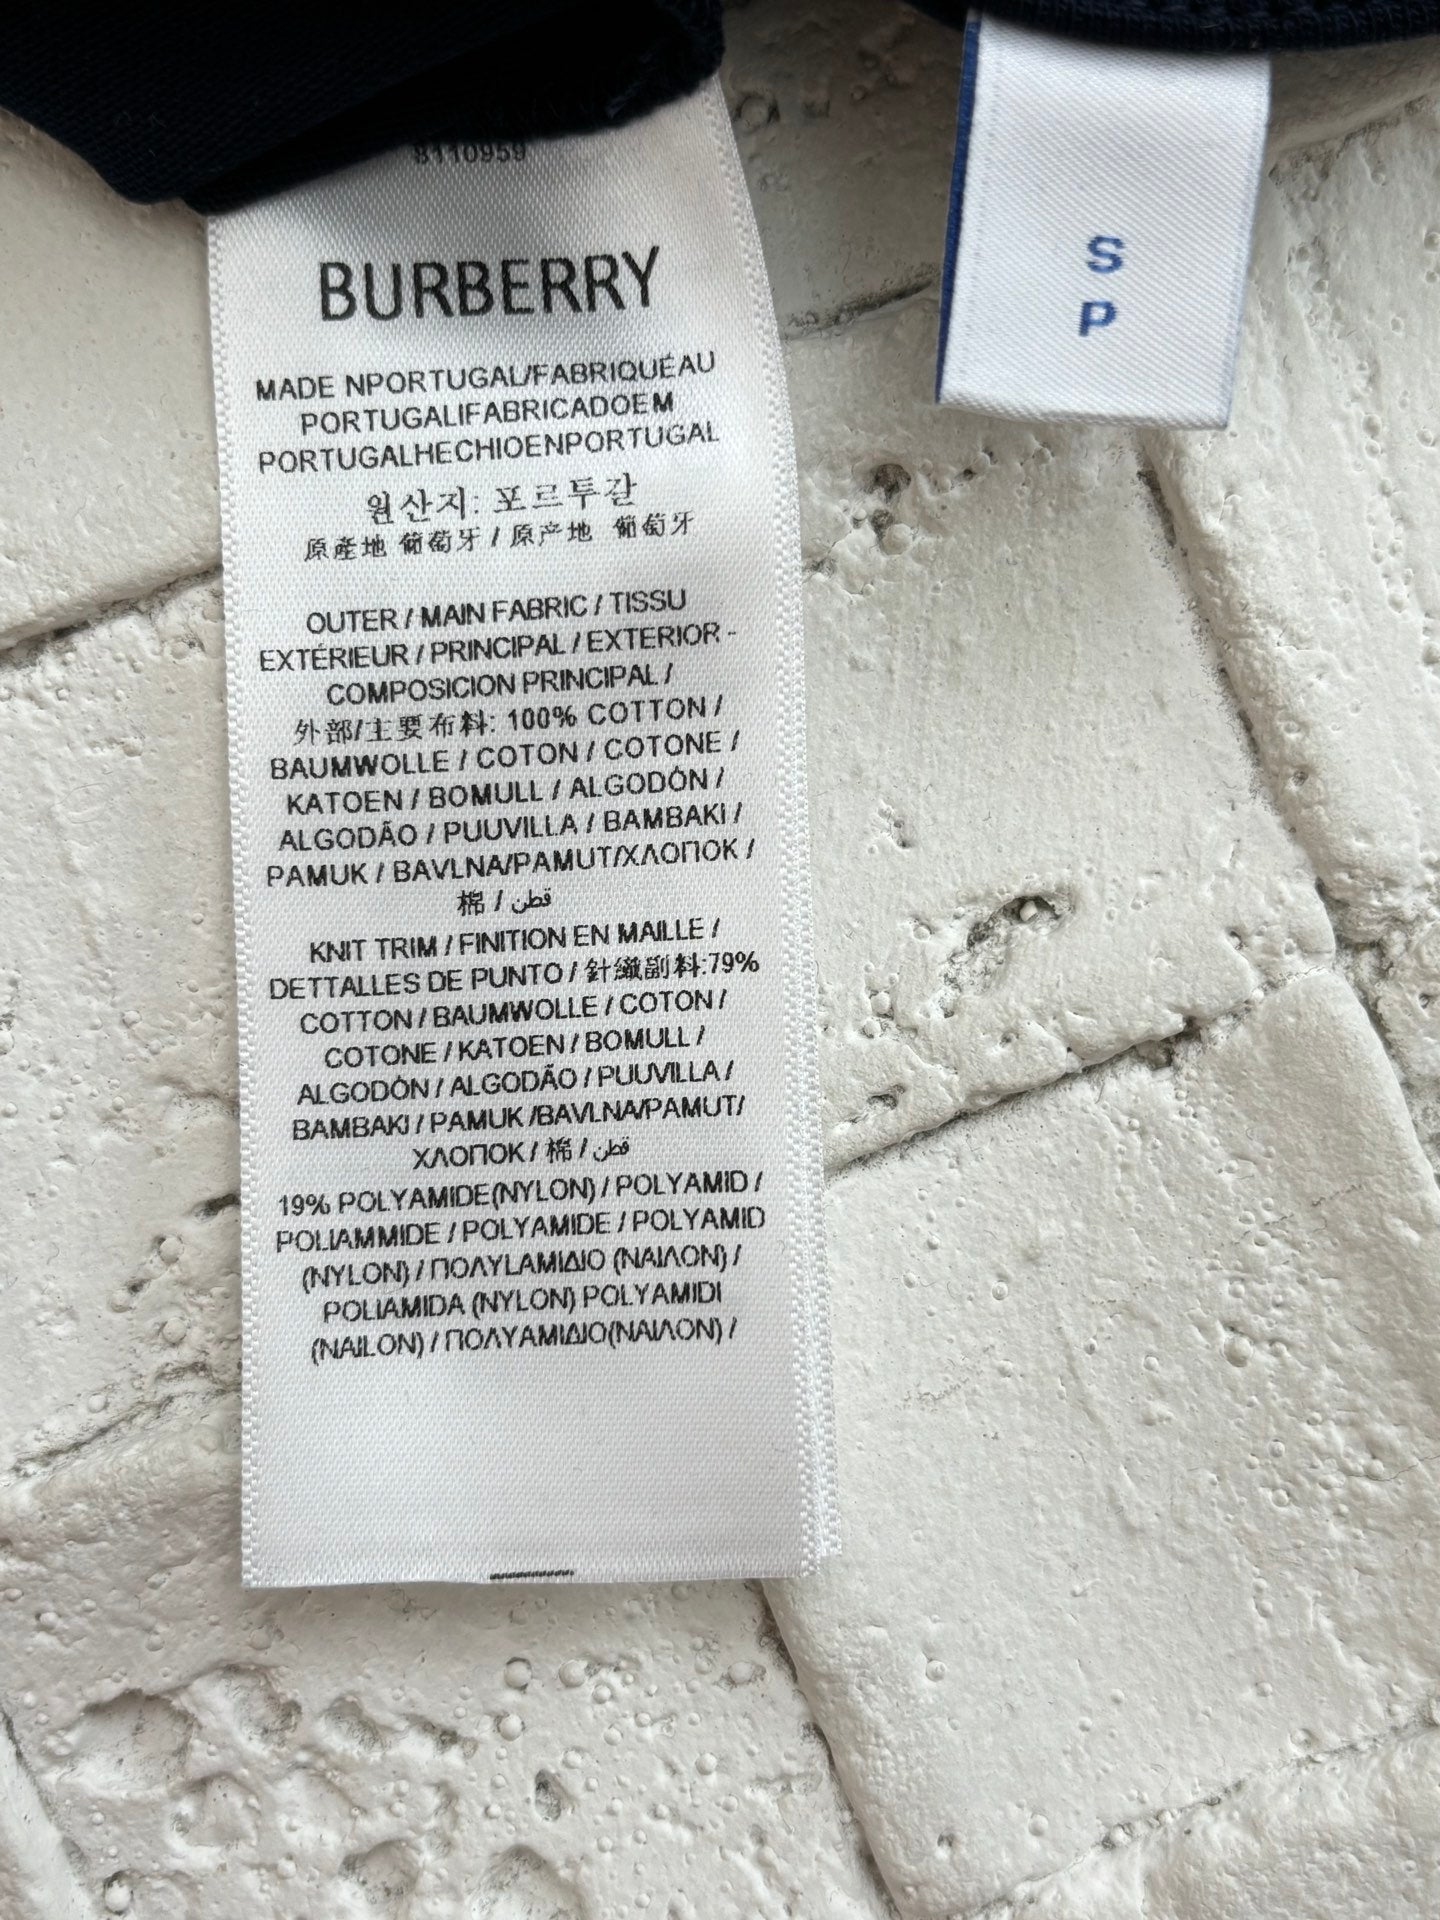 8110959
BURBERRY
MADE NPORTUGAL/FABRIQUÉAU
PORTUGALIFABRICADOEM
PORTUGALHECHIOENPORTUGAL
원산지: 포르투갈
原產地 葡萄牙 / 原产地 葡萄牙
OUTER / MAIN FABRIC / TISSU
EXTÉRIEUR / PRINCIPAL / EXTERIOR -
COMPOSICION PRINCIPAL /
外部/主要布料: 100% COTTON /
BAUMWOLLE / COTON / COTONE /
KATOEN / BOMULL / ALGODÓN /
ALGODÃO / PUUVILLA / BAMBAKI /
PAMUK / BAVLNA/PAMUT/ΧΛΟΠΟΚ /
棉 / قطن
KNIT TRIM / FINITION EN MAILLE /
DETTALLES DE PUNTO / 針織副料:79%
COTTON / BAUMWOLLE / COTON /
COTONE / KATOEN / BOMULL /
ALGODÓN / ALGODÃO / PUUVILLA /
BAMBAKI / PAMUK /BAVLNA/PAMUT/
ΧΛΟΠΟΚ / 棉 / قطن
19% POLYAMIDE(NYLON) / POLYAMID /
POLIAMMIDE / POLYAMIDE / POLYAMID
(NYLON) / ΠΟΛΥLΑΜΙΔΙΟ (ΝΑΙΛΟΝ) /
POLIAMIDA (NYLON) POLYAMIDI
(NAILON) / ΠΟΛΥΑΜΙΔΙΟ(ΝΑΙΛΟΝ) /
S
P